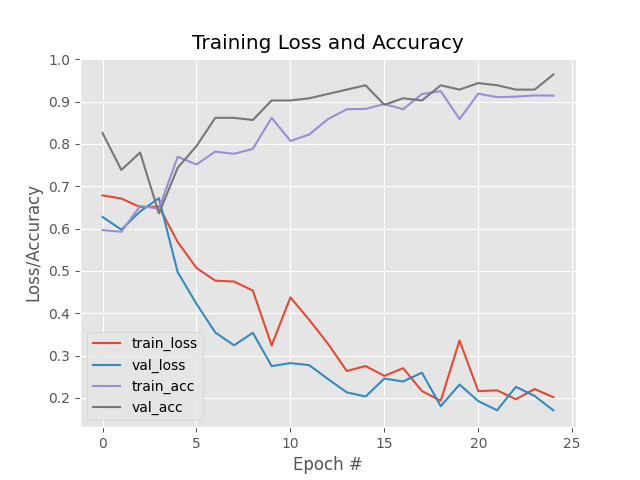 Training Loss and Accuracy
1.0
0.9
0.8
0.7
0.6
0.5
0.4
0.3
0.2
Loss/Accuracy
train_loss
val_loss
train_acc
val_acc
0 5 10 15 20 25
Epoch #